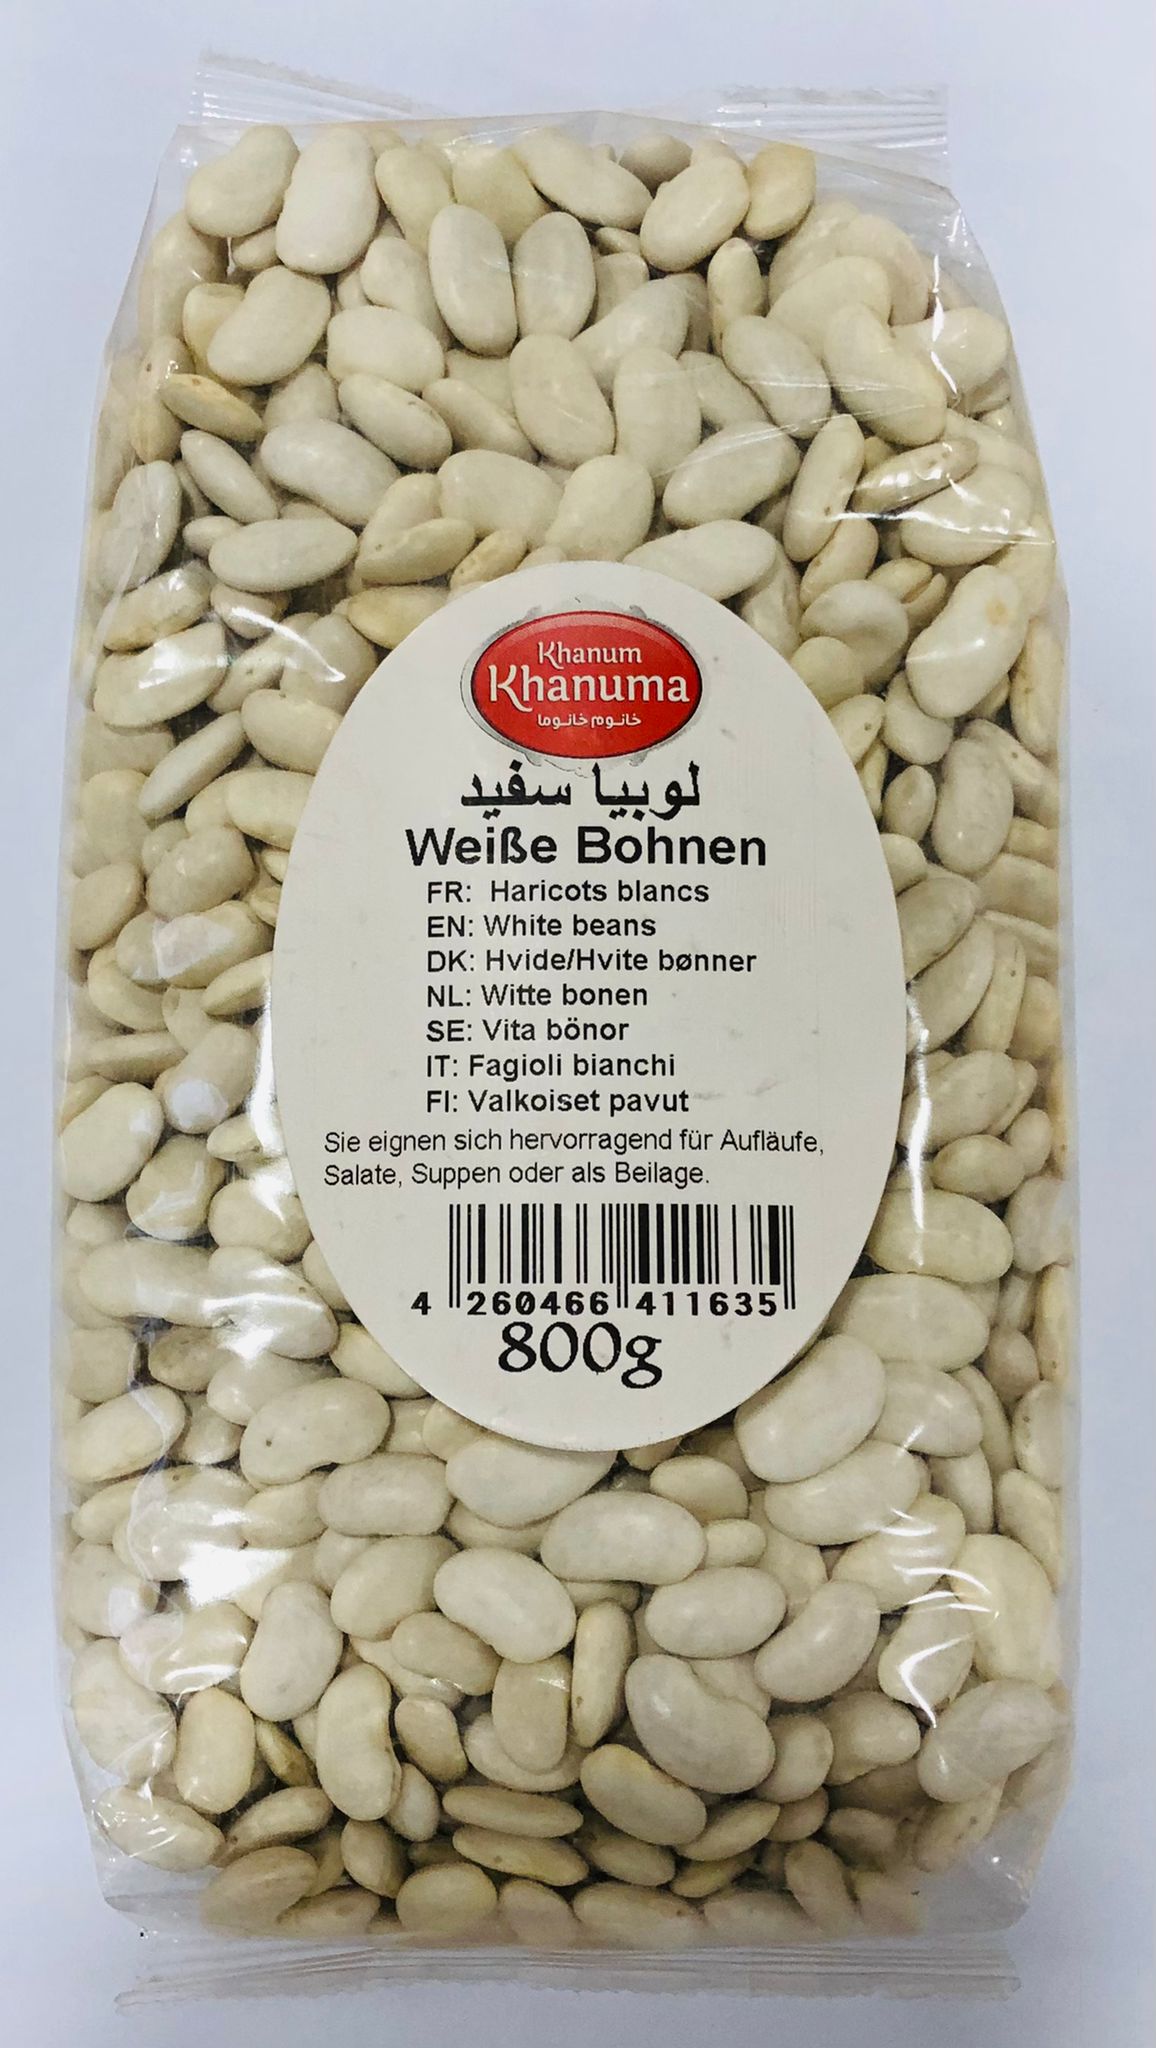 Khanum
Khanuma
خانوم خانوما
لوبیا سفید
Weiße Bohnen
FR: Haricots blancs
EN: White beans
DK: Hvide/Hvite bønner
NL: Witte bonen
SE: Vita bönor
IT: Fagioli bianchi
FI: Valkoiset pavut
Sie eignen sich hervorragend für Aufläufe,
Salate, Suppen oder als Beilage.
4 260466 411635
800g